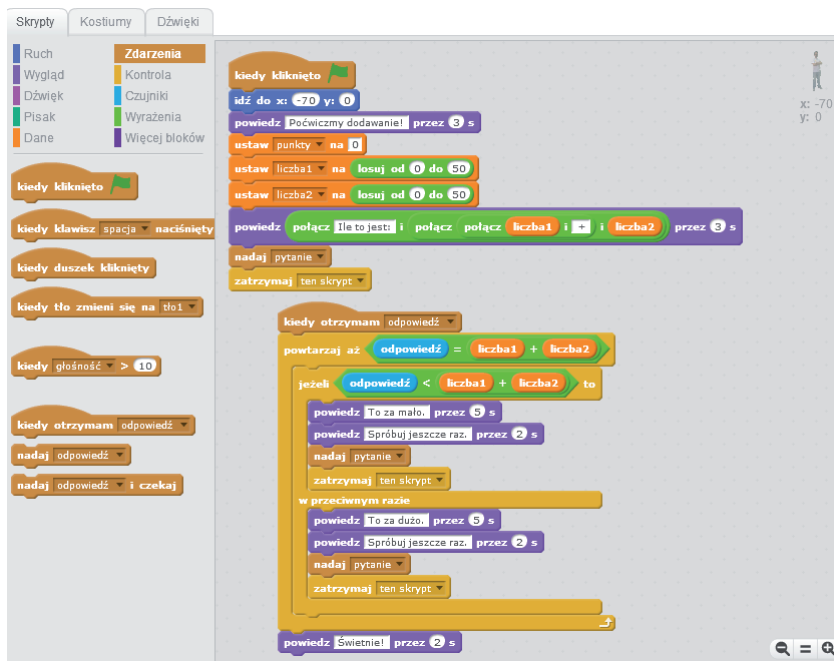 Skrypty Kostiumy Dźwięki
Ruch Zdarzenia
Wygląd Kontrola
Dźwięk Czujniki
Pisak Wyrażenia
Dane Więcej bloków
kiedy kliknięto
kiedy klawisz spacja naciśnięty
kiedy duszek kliknięty
kiedy tło zmieni się na tło1
kiedy głośność > 10
kiedy otrzymam odpowiedź
nadaj odpowiedź
nadaj odpowiedź i czekaj
kiedy kliknięto
idź do x: -70 y: 0
powiedz Poćwiczmy dodawanie! przez 3 s
ustaw punkty na 0
ustaw liczba1 na losuj od 0 do 50
ustaw liczba2 na losuj od 0 do 50
powiedz połącz Ile to jest: i połącz połącz liczba1 i + i liczba2 przez 3 s
nadaj pytanie
zatrzymaj ten skrypt
x: -70
y: 0
kiedy otrzymam odpowiedź
powtarzaj aż odpowiedź = liczba1 + liczba2
jeżeli odpowiedź < liczba1 + liczba2 to
powiedz To za mało. przez 5 s
powiedz Spróbuj jeszcze raz. przez 2 s
nadaj pytanie
zatrzymaj ten skrypt
w przeciwnym razie
powiedz To za dużo. przez 5 s
powiedz Spróbuj jeszcze raz. przez 2 s
nadaj pytanie
zatrzymaj ten skrypt
powiedz Świetnie! przez 2 s